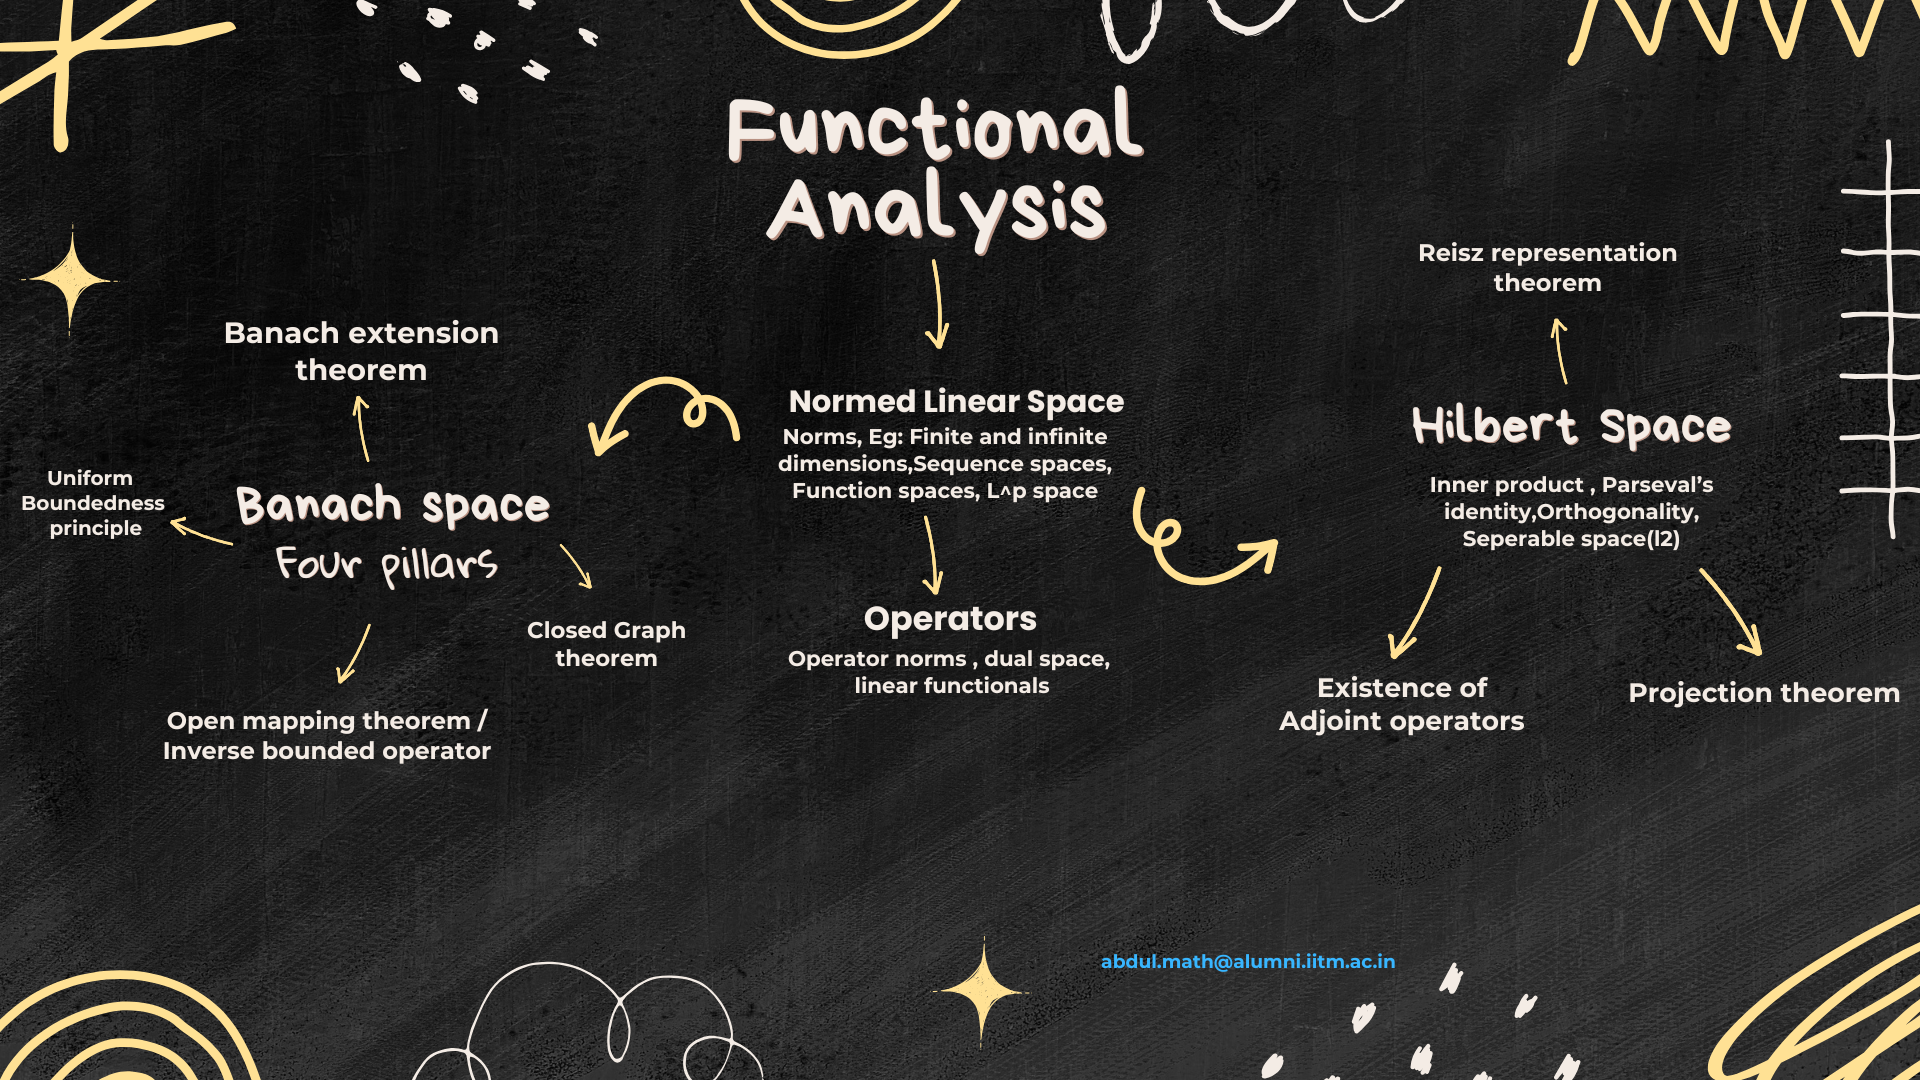 Functional
Analysis
Reisz representation
theorem
Banach extension
theorem
Normed Linear Space
Norms, Eg: Finite and infinite
dimensions,Sequence spaces,
Function spaces, L^p space
Hilbert Space
Inner product , Parseval’s
identity,Orthogonality,
Seperable space(l2)
Uniform
Boundedness
principle
Banach space
Four pillars
Closed Graph
theorem
Operators
Operator norms , dual space,
linear functionals
Existence of
Adjoint operators
Projection theorem
Open mapping theorem /
Inverse bounded operator
abdul.math@alumni.iitm.ac.in